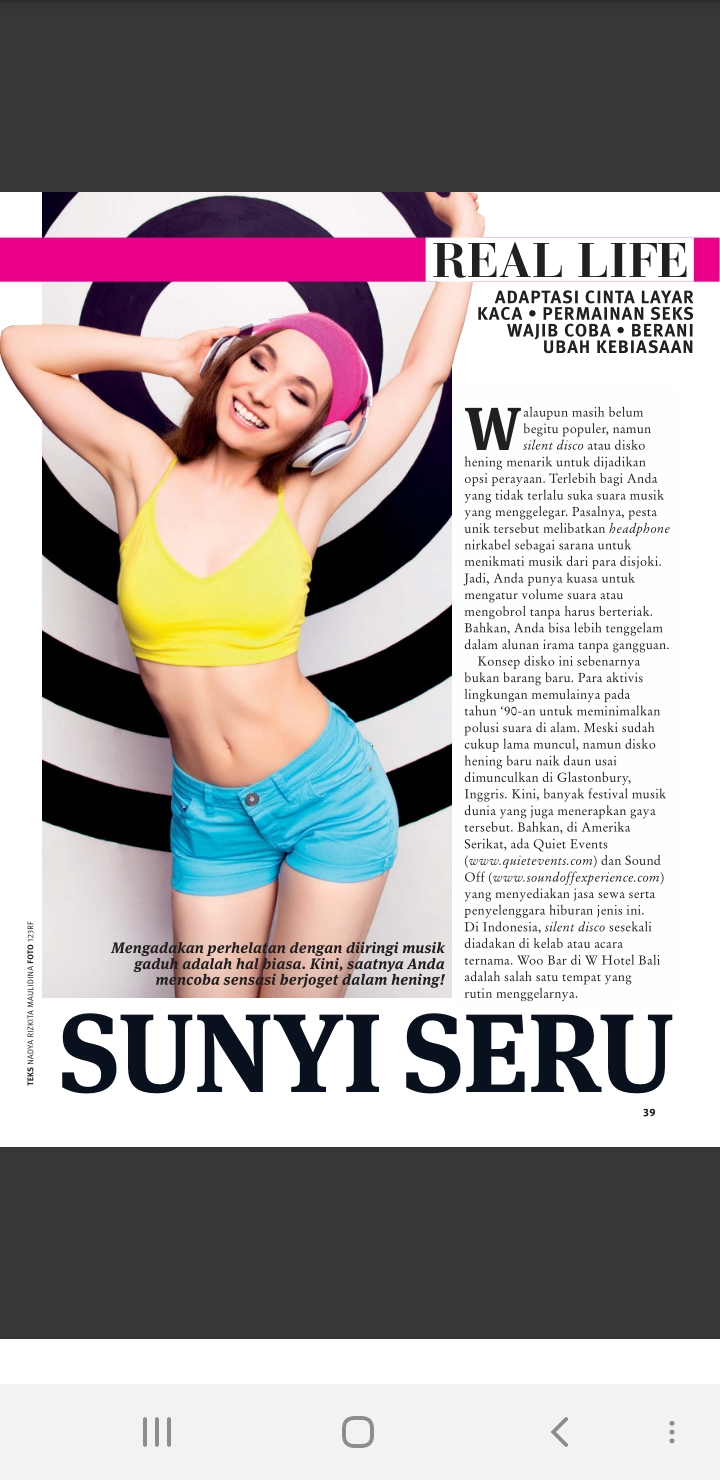 REAL LIFE
ADAPTASI CINTA LAYAR
KACA • PERMAINAN SEKS
WAJIB COBA • BERANI
UBAH KEBIASAAN
Walaupun masih belum
begitu populer, namun
silent disco atau disko
hening menarik untuk dijadikan
opsi perayaan. Terlebih bagi Anda
yang tidak terlalu suka suara musik
yang menggelegar. Pasalnya, pesta
unik tersebut melibatkan headphone
nirkabel sebagai sarana untuk
menikmati musik dari para disjoki.
Jadi, Anda punya kuasa untuk
mengatur volume suara atau
mengobrol tanpa harus berteriak.
Bahkan, Anda bisa lebih tenggelam
dalam alunan irama tanpa gangguan.
Konsep disko ini sebenarnya
bukan barang baru. Para aktivis
lingkungan memulainya pada
tahun ‘90-an untuk meminimalkan
polusi suara di alam. Meski sudah
cukup lama muncul, namun disko
hening baru naik daun usai
dimunculkan di Glastonbury,
Inggris. Kini, banyak festival musik
dunia yang juga menerapkan gaya
tersebut. Bahkan, di Amerika
Serikat, ada Quiet Events
(www.quietevents.com) dan Sound
Off (www.soundoffexperience.com)
yang menyediakan jasa sewa serta
penyelenggara hiburan jenis ini.
Di Indonesia, silent disco sesekali
diadakan di kelab atau acara
ternama. Woo Bar di W Hotel Bali
adalah salah satu tempat yang
rutin menggelarnya.
Mengadakan perhelatan dengan diiringi musik
gaduh adalah hal biasa. Kini, saatnya Anda
mencoba sensasi berjoget dalam hening!
TEKS NADYA RIZKITA MAULIDINA FOTO 123RF
SUNYI SERU
39